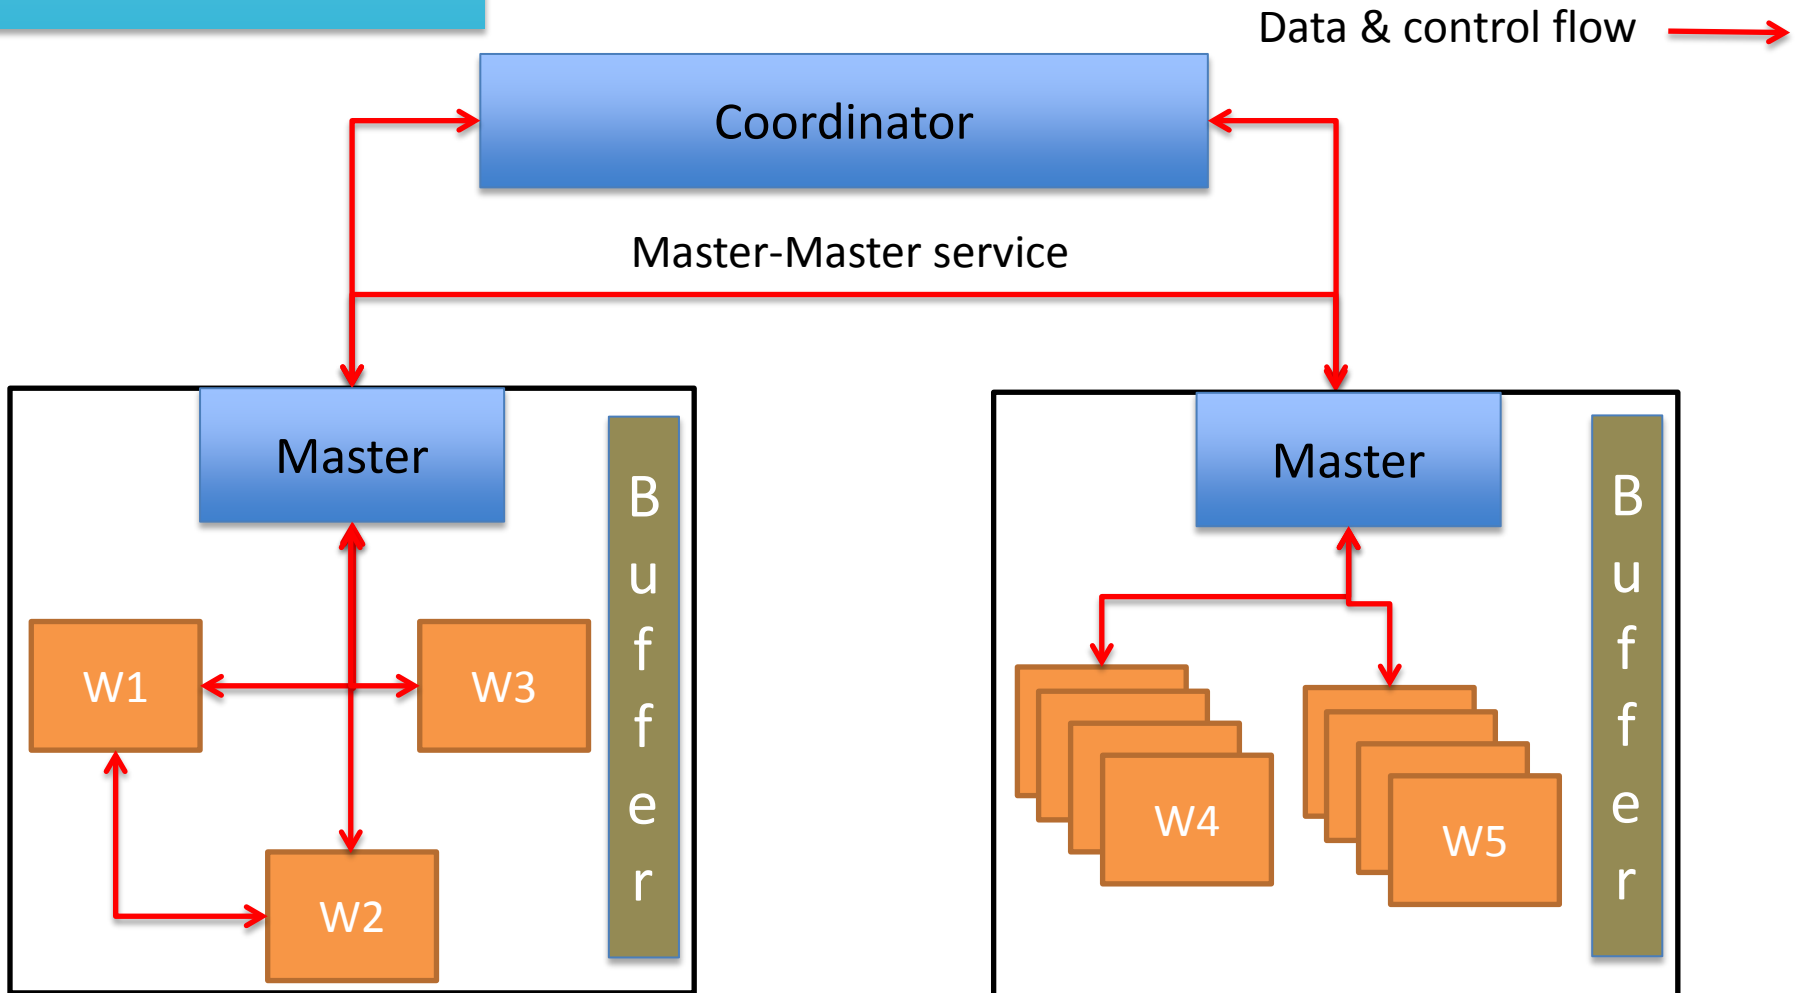 Data & control flow
Coordinator
Master-Master service
Master
Buffer
W1
W3
W2
Master
Buffer
W4
W5